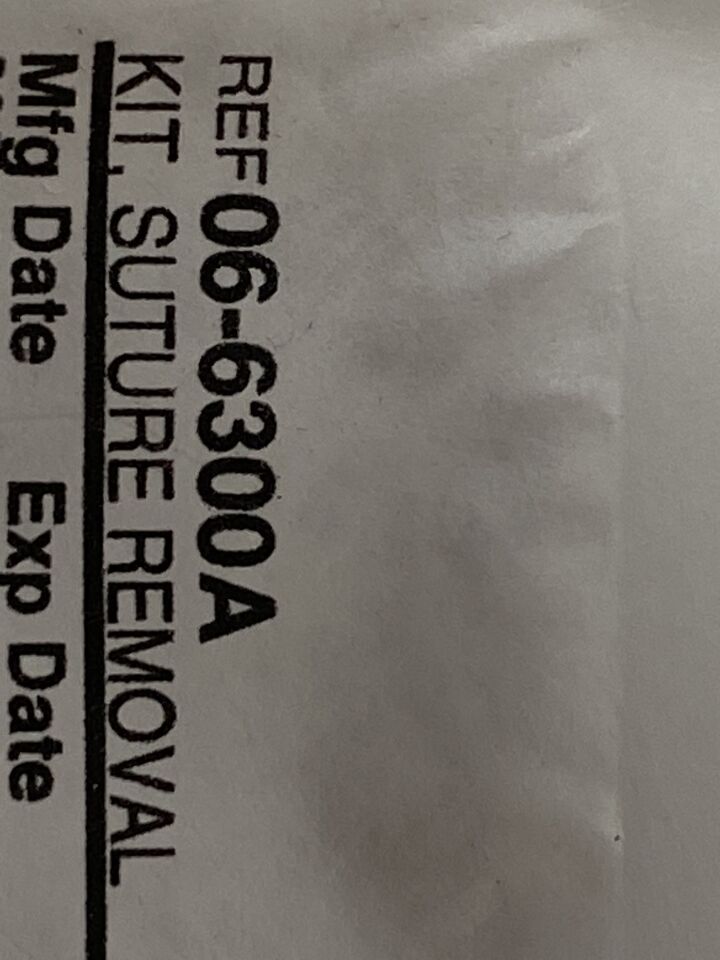 REF 06-6300A
KIT, SUTURE REMOVAL
Mfg Date Exp Date